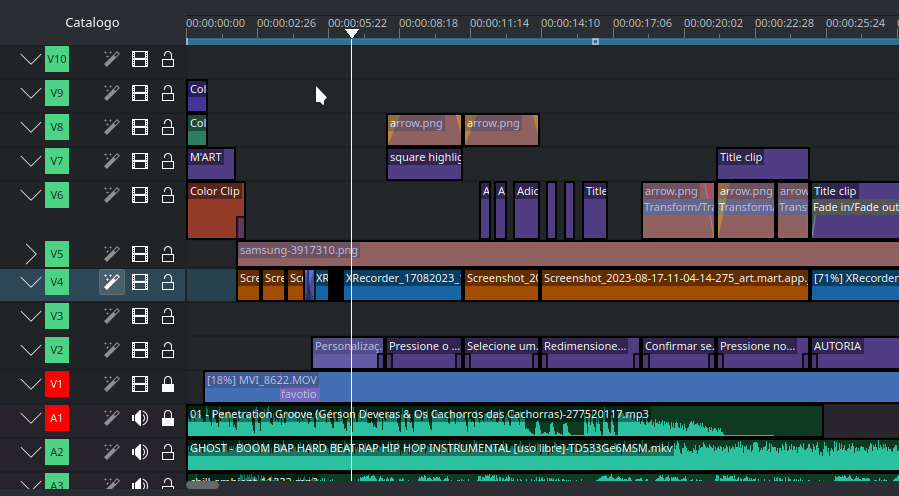 Catalogo
00:00:00:00 00:00:02:26 00:00:05:22 00:00:08:18 00:00:11:14 00:00:14:10 00:00:17:06 00:00:20:02 00:00:22:28 00:00:25:24
V10
V9 Col
V8 Col arrow.png arrow.png
V7 M'ART square highlig Title clip
V6 Color Clip A A Adic Title arrow.png arrow.png arrow Title clip
Transform/Tra Transform/ Trans Fade in/Fade out
V5 samsung-3917310.png
V4 Scre Scre Scr XR XRecorder_17082023_ Screenshot_20 Screenshot_2023-08-17-11-04-14-275_art.mart.app. [71%] XRecorder
V3
V2 Personalizaç. Pressione o ... Selecione um. Redimensione... Confirmar se. Pressione no... AUTORIA
V1 [18%] MVI_8622.MOV
favotio
A1 01 - Penetration Groove (Gérson Deveras & Os Cachorros das Cachorras)-277520117.mp3
A2 GHOST - BOOM BAP HARD BEAT RAP HIP HOP INSTRUMENTAL [uso libre]-TD533Ge6MSM.mkv
A3